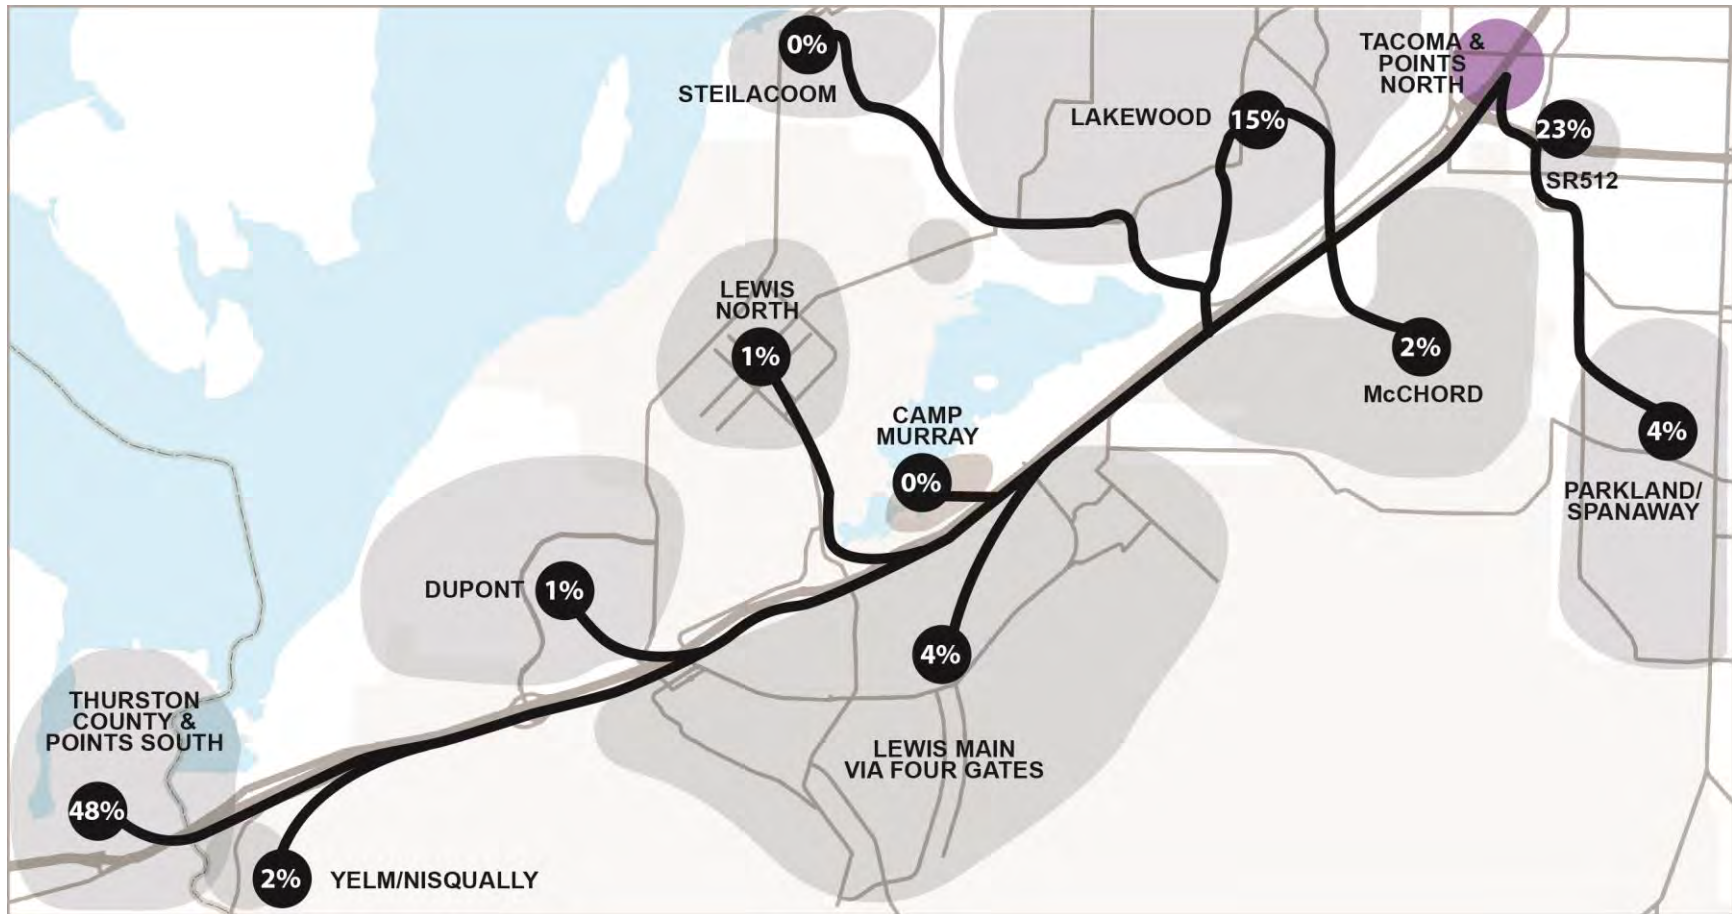 0%
STEILACOOM
TACOMA &
POINTS
NORTH
LAKEWOOD
15%
23%
SR512
LEWIS
NORTH
1%
2%
McCHORD
CAMP
MURRAY
0%
4%
PARKLAND/
SPANAWAY
DUPONT
1%
4%
LEWIS MAIN
VIA FOUR GATES
THURSTON
COUNTY &
POINTS SOUTH
48%
2%
YELM/NISQUALLY